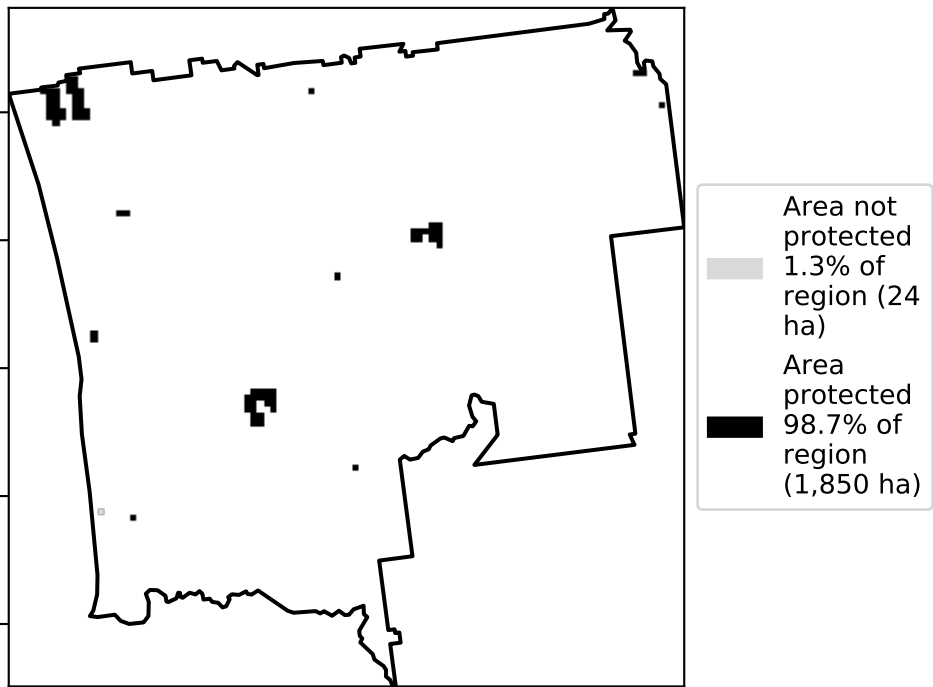 Area not
protected
1.3% of
region (24
ha)
Area
protected
98.7% of
region
(1,850 ha)